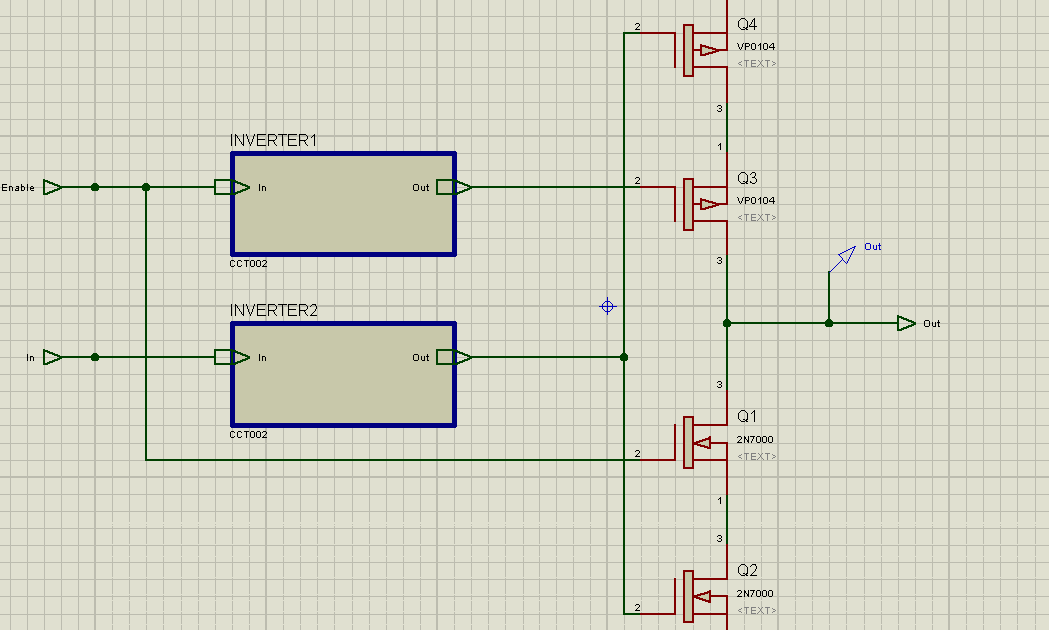 2
Q4
VP0104
<TEXT>
3
INVERTER1
1
Enable
In
Out
2
Q3
VP0104
<TEXT>
CCT002
3
Out
INVERTER2
Out
In
In
Out
3
Q1
2N7000
<TEXT>
CCT002
2
1
3
Q2
2N7000
<TEXT>
2